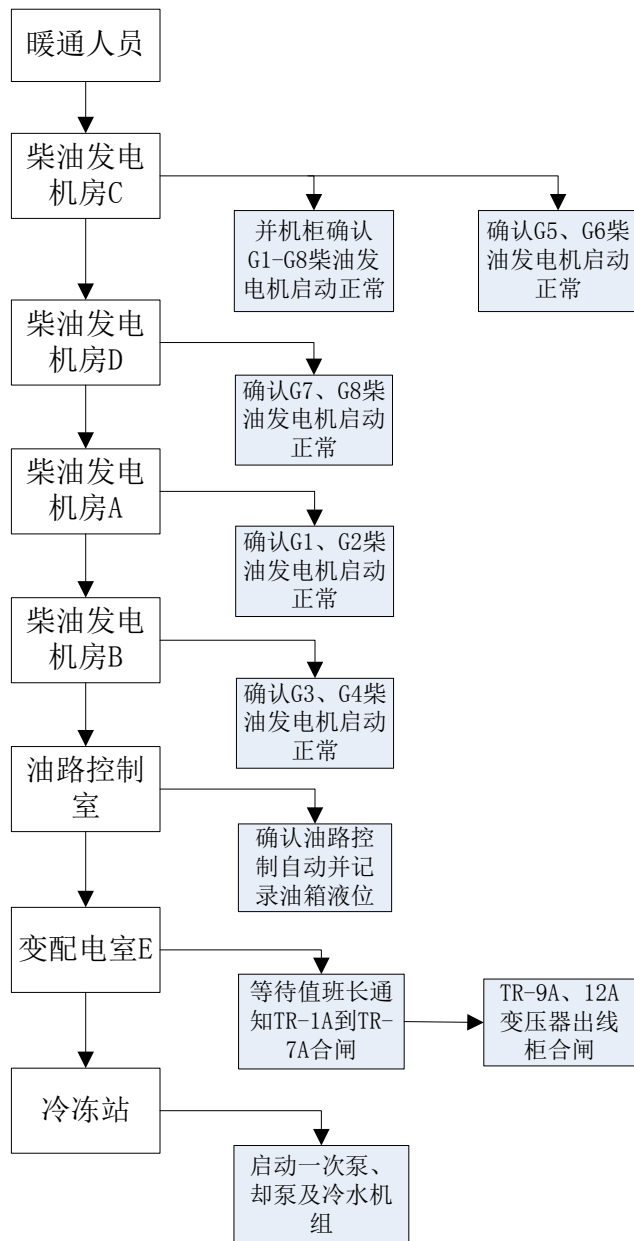 暖通人员
柴油发电
机房C
并机柜确认
G1-G8柴油发
电机启动正常
确认G5、G6柴
油发电机启动
正常
柴油发电
机房D
确认G7、G8柴
油发电机启动
正常
柴油发电
机房A
确认G1、G2柴
油发电机启动
正常
柴油发电
机房B
确认G3、G4柴
油发电机启动
正常
油路控制
室
确认油路控
制自动并记
录油箱液位
变配电室E
等待值班长通
知TR-1A到TR-
7A合闸
TR-9A、12A
变压器出线
柜合闸
冷冻站
启动一次泵、
却泵及冷水机
组